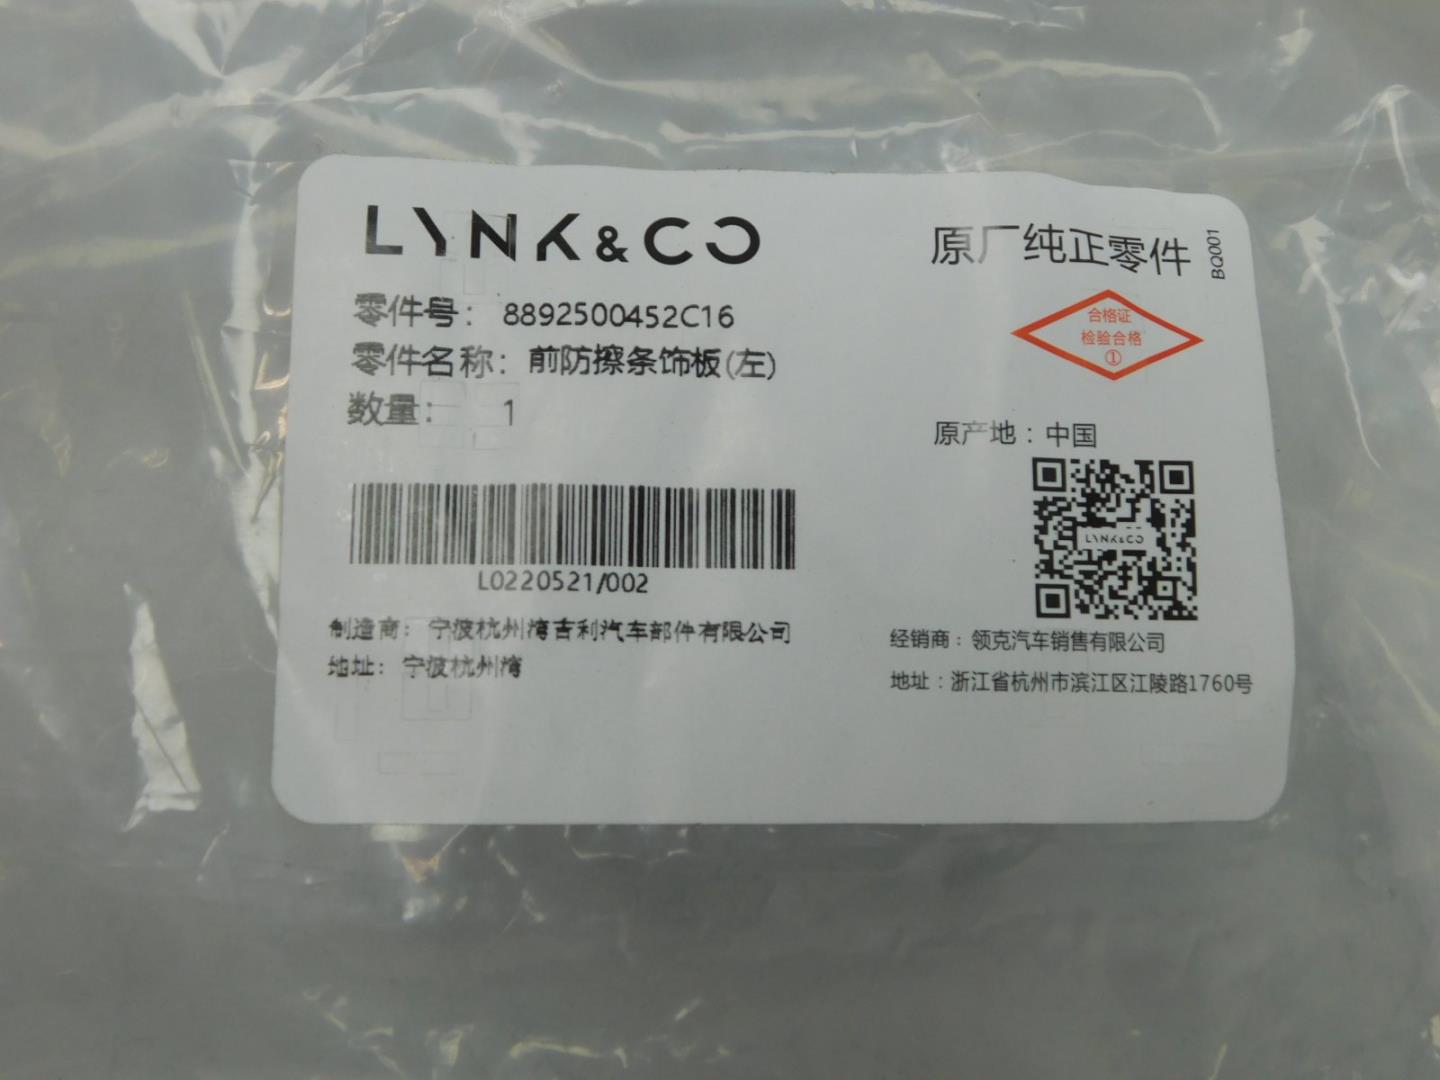 LYNK&CO
原厂纯正零件
BQ001
零件号： 8892500452C16
零件名称：前防擦条饰板(左)
数量： 1
合格证
检验合格
①
原产地：中国
LYNK&CO
L0220521/002
制造商：宁波杭州湾吉利汽车部件有限公司
地址：宁波杭州湾
经销商：领克汽车销售有限公司
地址：浙江省杭州市滨江区江陵路1760号